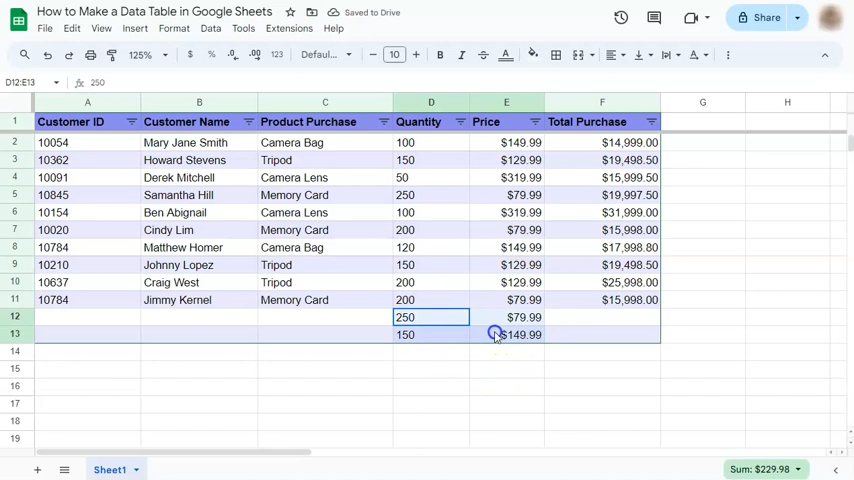 How to Make a Data Table in Google Sheets Saved to Drive
File Edit View Insert Format Data Tools Extensions Help
Share
125% $ % .0 .00 123 Defaul... 10 B I S A
D12:E13 fx 250
A B C D E F G H
1 Customer ID Customer Name Product Purchase Quantity Price Total Purchase
2 10054 Mary Jane Smith Camera Bag 100 $149.99 $14,999.00
3 10362 Howard Stevens Tripod 150 $129.99 $19,498.50
4 10091 Derek Mitchell Camera Lens 50 $319.99 $15,999.50
5 10845 Samantha Hill Memory Card 250 $79.99 $19,997.50
6 10154 Ben Abignail Camera Lens 100 $319.99 $31,999.00
7 10020 Cindy Lim Memory Card 200 $79.99 $15,998.00
8 10784 Matthew Homer Camera Bag 120 $149.99 $17,998.80
9 10210 Johnny Lopez Tripod 150 $129.99 $19,498.50
10 10637 Craig West Tripod 200 $129.99 $25,998.00
11 10784 Jimmy Kernel Memory Card 200 $79.99 $15,998.00
12 250 $79.99
13 150 $149.99
14
15
16
17
18
19
Sheet1 Sum: $229.98